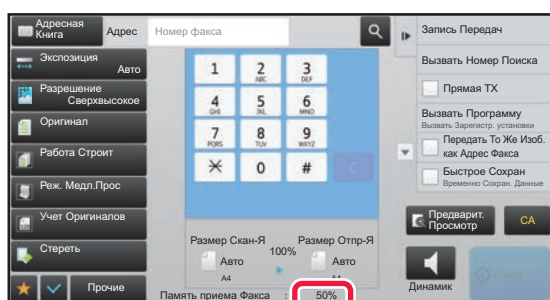 Адресная
Книга
Адрес
Номер факса
Запись Передач
Экспозиция
Авто
Вызвать Номер Поиска
Разрешение
Сверхвысокое
Прямая TX
Оригинал
Вызвать Программу
Вызвать Зарегистр. установки
Работа Строит
Передать То Же Изоб.
как Адрес Факса
Реж. Медл.Прос
Быстрое Сохран
Временно Сохран. Данные
Учет Оригиналов
Стереть
Прочие
1
2 ABC
3 DEF
4 GHI
5 JKL
6 MNO
7 PQRS
8 TUV
9 WXYZ
0
#
C
Размер Скан-Я
100%
Размер Отпр-Я
Авто
A4
Авто
A4
Память приема Факса : 50%
Предварит.
Просмотр
CA
Динамик
Старт